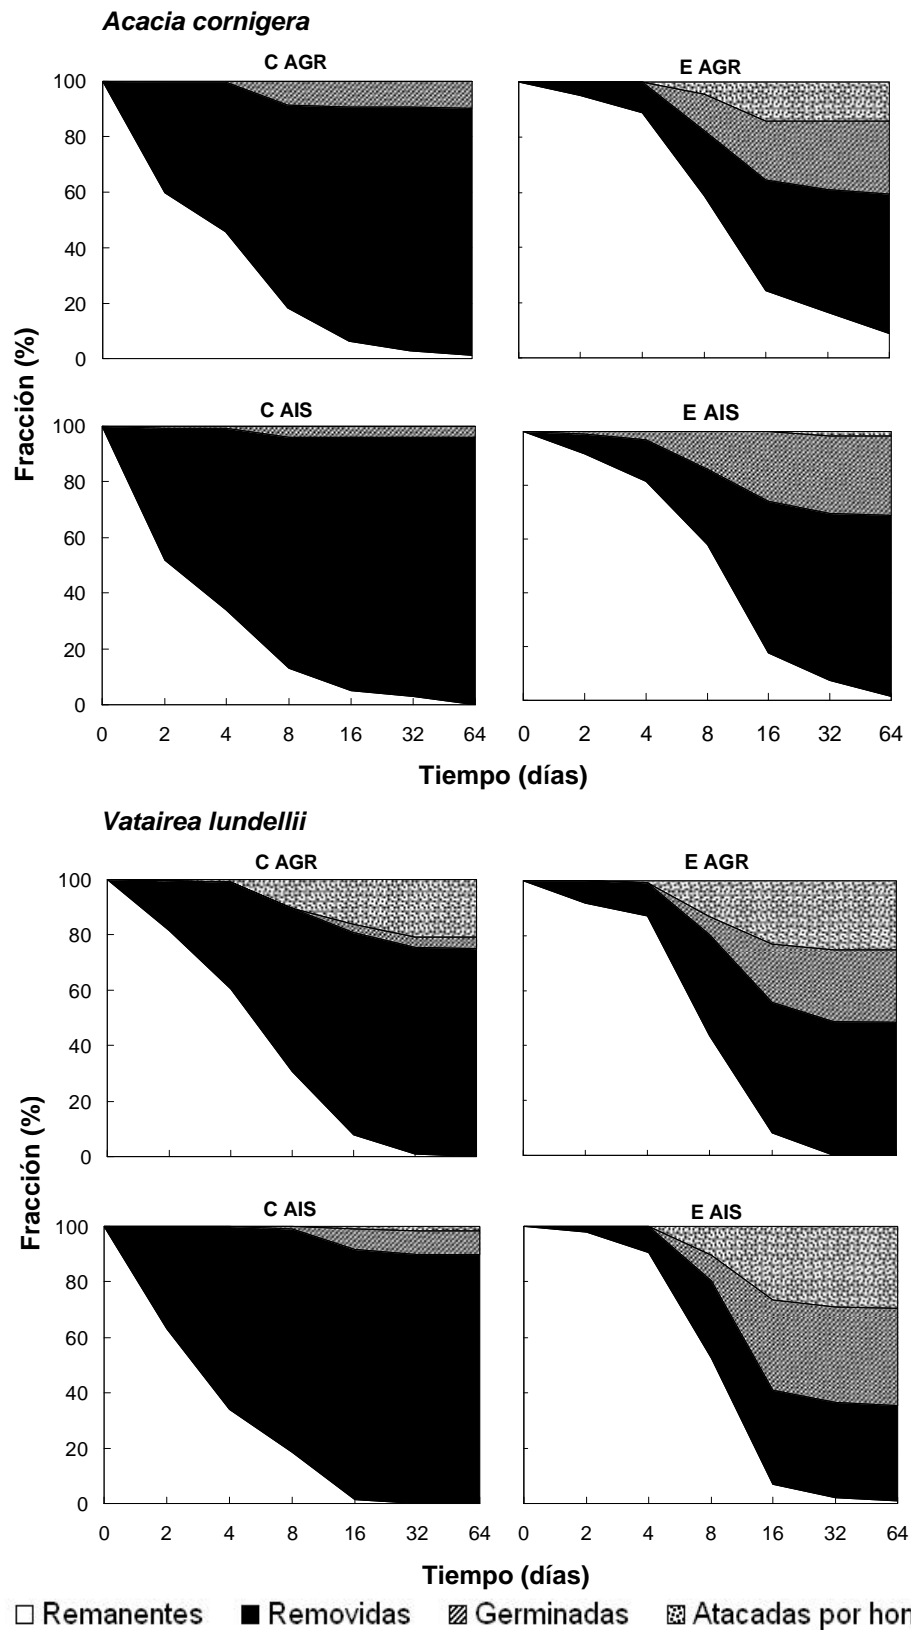 Acacia cornigera
C AGR
E AGR
100
80
60
40
20
0
C AIS
E AIS
100
80
60
40
20
0
Fracción (%)
0 2 4 8 16 32 64
0 2 4 8 16 32 64
Tiempo (días)
Vatairea lundellii
C AGR
E AGR
100
80
60
40
20
0
C AIS
E AIS
100
80
60
40
20
0
Fracción (%)
0 2 4 8 16 32 64
0 2 4 8 16 32 64
Tiempo (días)
Remanentes Removidas Germinadas Atacadas por hon